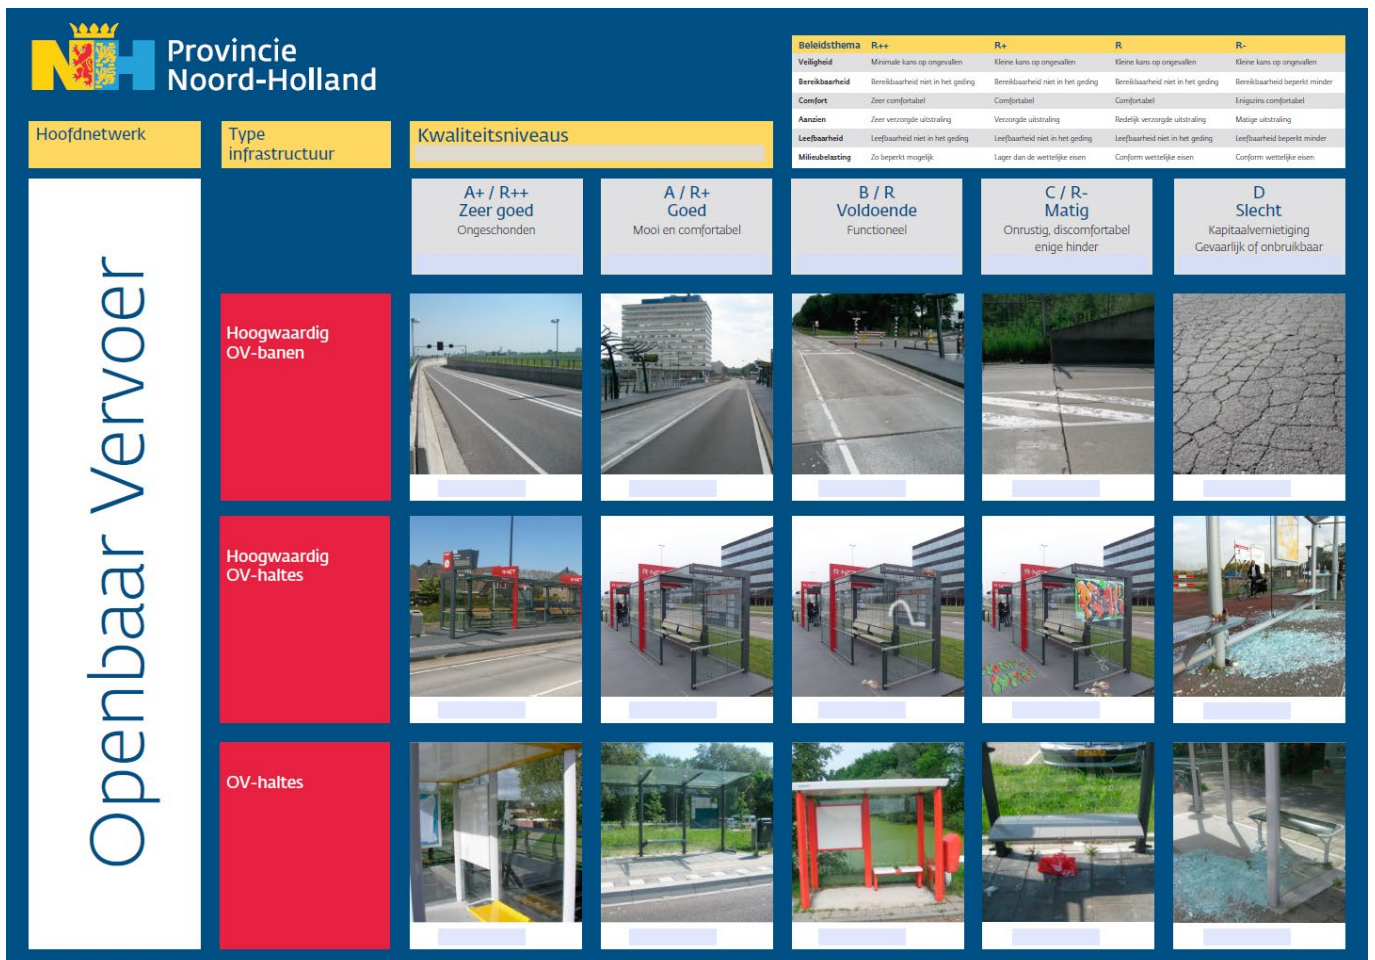 Provincie
Noord-Holland
Beleidsthema R++ R+ R R-
Veiligheid Minimale kans op ongevallen Kleine kans op ongevallen Kleine kans op ongevallen Kleine kans op ongevallen
Bereikbaarheid Bereikbaarheid niet in het geding Bereikbaarheid niet in het geding Bereikbaarheid niet in het geding Bereikbaarheid beperkt minder
Comfort Zeer comfortabel Comfortabel Comfortabel Enigszins comfortabel
Aanzien Zeer verzorgde uitstraling Verzorgde uitstraling Redelijk verzorgde uitstraling Matige uitstraling
Leefbaarheid Leefbaarheid niet in het geding Leefbaarheid niet in het geding Leefbaarheid niet in het geding Leefbaarheid beperkt minder
Milieubelasting Zo beperkt mogelijk Lager dan de wettelijke eisen Conform wettelijke eisen Conform wettelijke eisen
Hoofdnetwerk
Type
infrastructuur
Kwaliteitsniveaus
A+ / R++
Zeer goed
Ongeschonden
A / R+
Goed
Mooi en comfortabel
B / R
Voldoende
Functioneel
C / R-
Matig
Onrustig, discomfortabel
enige hinder
D
Slecht
Kapitaalvernietiging
Gevaarlijk of onbruikbaar
Openbaar Vervoer
Hoogwaardig
OV-banen
Hoogwaardig
OV-haltes
R-NET
OV-haltes